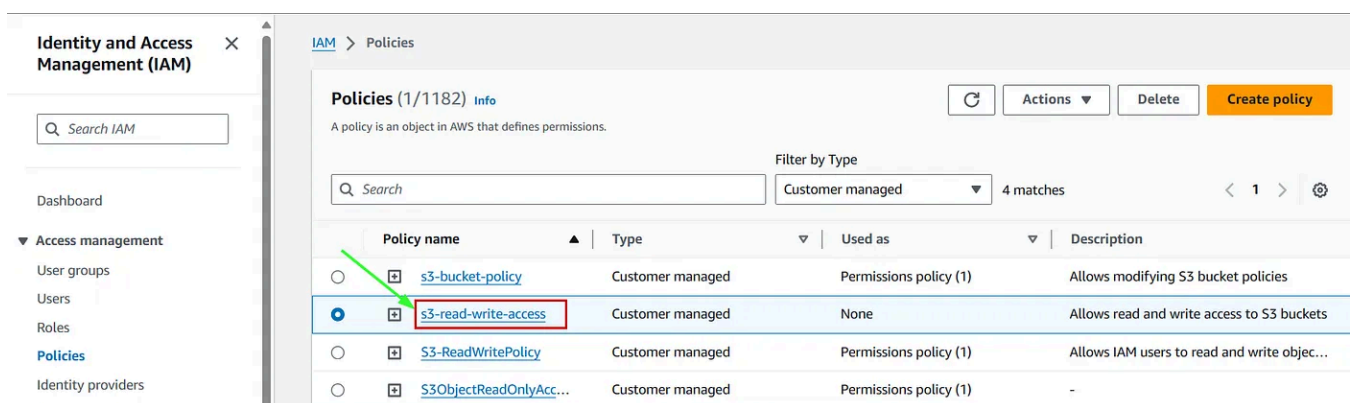 Identity and Access
Management (IAM)
Search IAM
Dashboard
Access management
User groups
Users
Roles
Policies
Identity providers
IAM > Policies
Policies (1/1182) Info
A policy is an object in AWS that defines permissions.
Actions
Delete
Create policy
Filter by Type
Search
Customer managed
4 matches
1
Policy name Type Used as Description
s3-bucket-policy Customer managed Permissions policy (1) Allows modifying S3 bucket policies
s3-read-write-access Customer managed None Allows read and write access to S3 buckets
S3-ReadWritePolicy Customer managed Permissions policy (1) Allows IAM users to read and write objec...
S3ObjectReadOnlyAcc... Customer managed Permissions policy (1) -